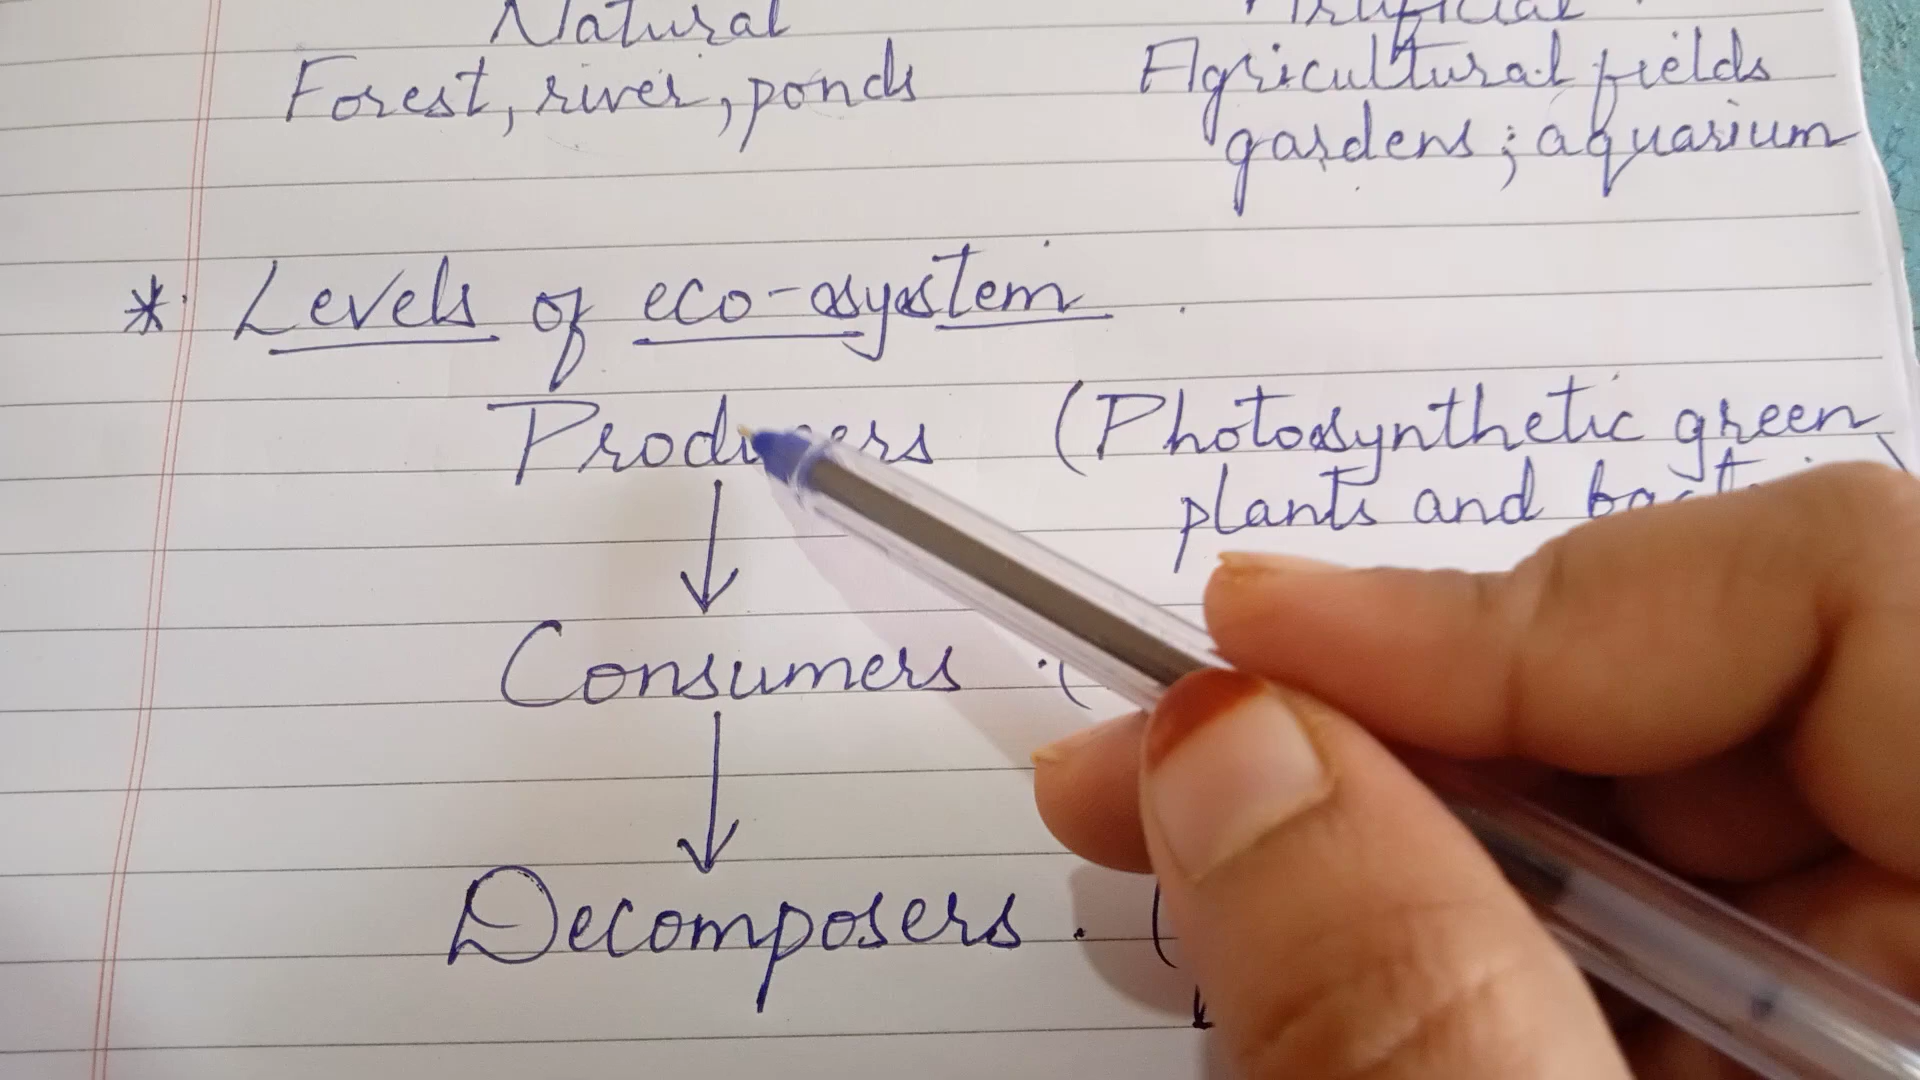 Natural Artificial
Forest, river, ponds Agricultural fields
gardens; aquarium
* Levels of eco-system
Producers (Photosynthetic green
plants and
Consumers (
Decomposers. (